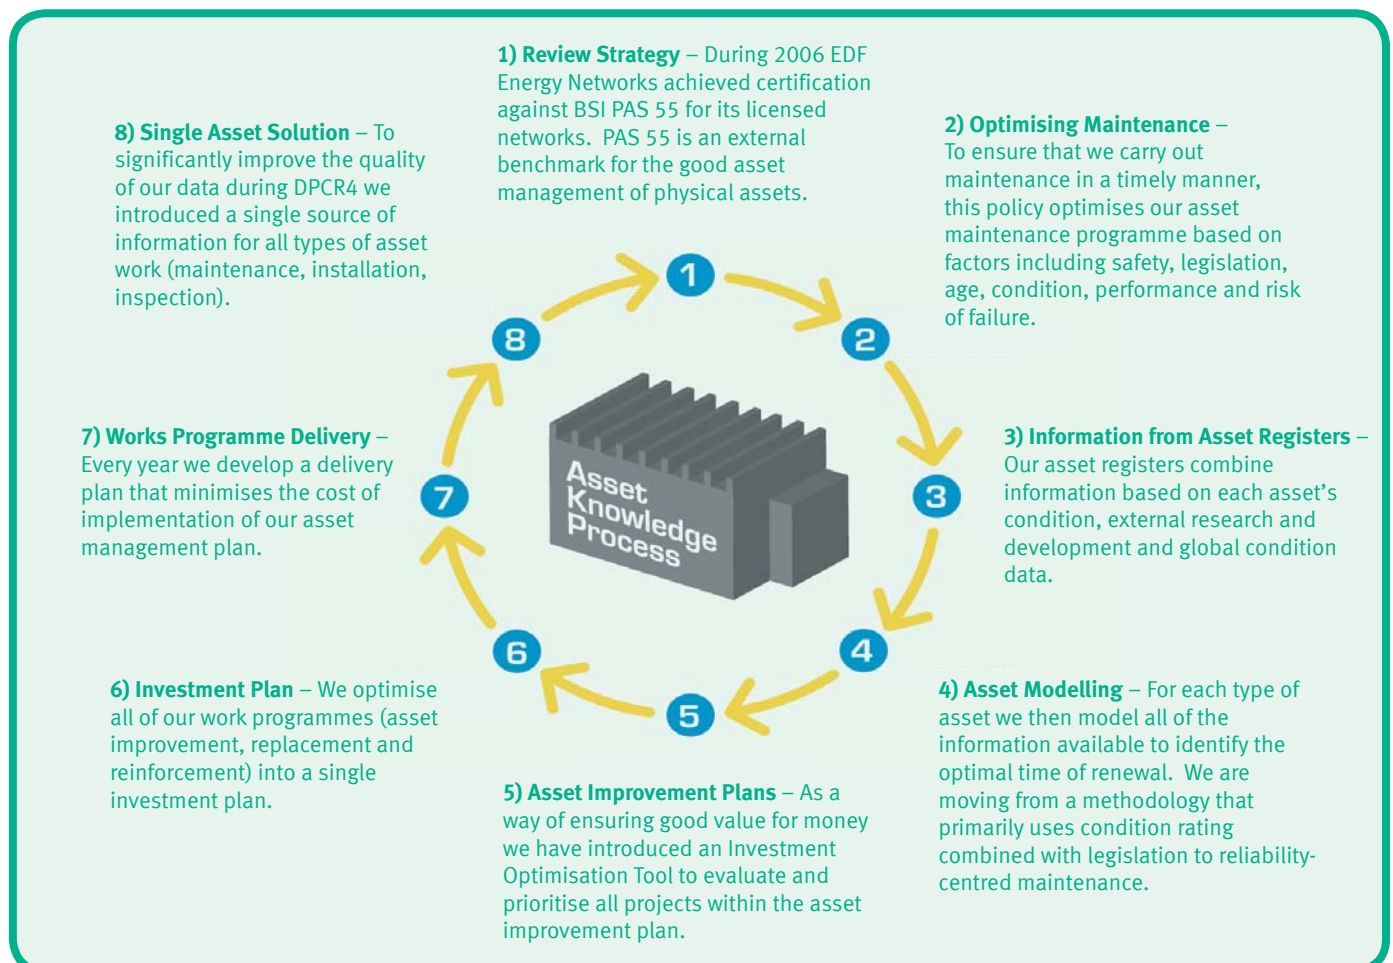 1) Review Strategy – During 2006 EDF
Energy Networks achieved certification
against BSI PAS 55 for its licensed
networks.  PAS 55 is an external
benchmark for the good asset
management of physical assets.
2) Optimising Maintenance –
To ensure that we carry out
maintenance in a timely manner,
this policy optimises our asset
maintenance programme based on
factors including safety, legislation,
age, condition, performance and risk
of failure.
3) Information from Asset Registers –
Our asset registers combine
information based on each asset's
condition, external research and
development and global condition
data.
4) Asset Modelling – For each type of
asset we then model all of the
information available to identify the
optimal time of renewal.  We are
moving from a methodology that
primarily uses condition rating
combined with legislation to reliability-
centred maintenance.
5) Asset Improvement Plans – As a
way of ensuring good value for money
we have introduced an Investment
Optimisation Tool to evaluate and
prioritise all projects within the asset
improvement plan.
6) Investment Plan – We optimise
all of our work programmes (asset
improvement, replacement and
reinforcement) into a single
investment plan.
7) Works Programme Delivery –
Every year we develop a delivery
plan that minimises the cost of
implementation of our asset
management plan.
8) Single Asset Solution – To
significantly improve the quality
of our data during DPCR4 we
introduced a single source of
information for all types of asset
work (maintenance, installation,
inspection).
1
2
3
4
5
6
7
8
Asset
Knowledge
Process